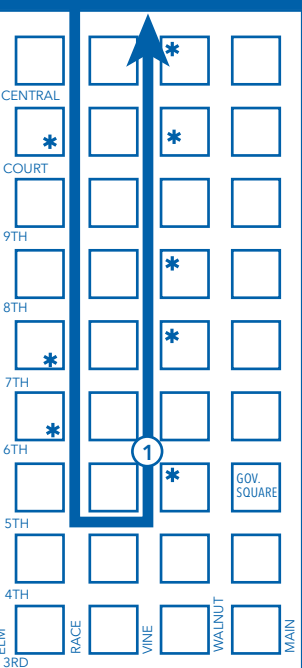 CENTRAL
COURT
9TH
8TH
7TH
6TH
1
GOV.
SQUARE
5TH
4TH
RACE
VINE
WALNUT
MAIN
ELM
3RD